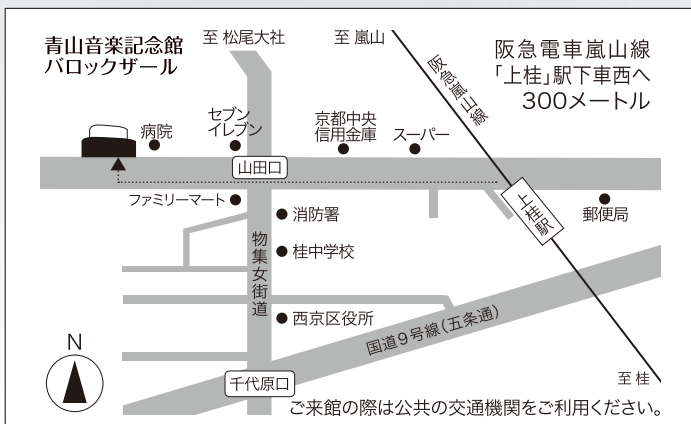 青山音楽記念館
バロックザール
至 松尾大社
至 嵐山
阪急嵐山線
阪急電車嵐山線
「上桂」駅下車西へ
300メートル
病院
セブン
イレブン
京都中央
信用金庫
スーパー
山田口
ファミリーマート
消防署
上桂駅
郵便局
物集女街道
桂中学校
西京区役所
国道9号線（五条通）
N
千代原口
至 桂
ご来館の際は公共の交通機関をご利用ください。